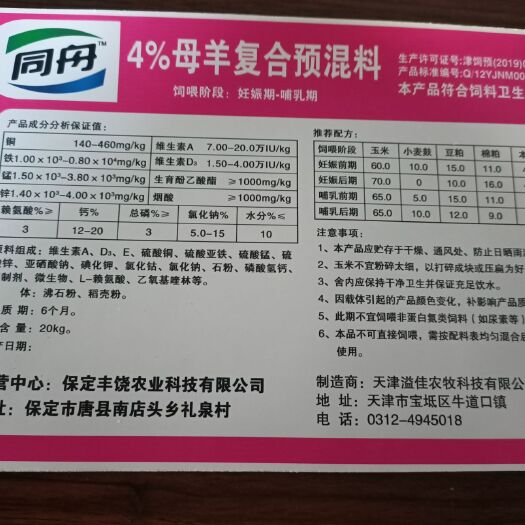 同舟
4%母羊复合预混料
饲喂阶段：妊娠期-哺乳期
生产许可证号:津饲预(2019)0
产品标准编号:Q/12YJNM00
本产品符合饲料卫生
产品成分分析保证值:
铜 140-460mg/kg 维生素A 7.00-20.0万IU/kg
铁1.00×10³-0.80×10⁴mg/kg 维生素D₃ 1.50-4.00万IU/kg
锰1.50×10²-3.80×10³mg/kg 生育酚乙酸酯 ≥1000mg/kg
锌1.40×10²-4.00×10³mg/kg 烟酸 ≥1000mg/kg
赖氨酸%≥ 钙% 总磷%≥ 氯化钠% 水分%≤
3 12-20 3 5.0-15 10
原料组成：维生素A、D₃、E、硫酸铜、硫酸亚铁、硫酸锰、硫
酸锌、亚硒酸钠、碘化钾、氯化钴、氯化钠、石粉、磷酸氢钙、
制剂、微生物、L-赖氨酸、乙氧基喹林等。
体：沸石粉、稻壳粉。
质期：6个月。
含量：20kg。
产日期：
营中心：保定丰饶农业科技有限公司
址：保定市唐县南店头乡礼泉村
推荐配方：
饲喂阶段 玉米 小麦麸 豆粕 棉粕
妊娠前期 60.0 10.0 15.0 11.0
妊娠后期 70.0 0 10 16.0
哺乳前期 65.0 5.0 15.0 11.0
哺乳后期 65.0 10.0 12.0 9.0
注意事项：
1、本产品应贮存于干燥、通风处、防止日晒雨
2、玉米不宜粉碎太细，以打碎成块或压扁为好
3、舍内应保持干净卫生并保证充足饮水。
4、因载体引起的产品颜色变化，补影响产品质
5、此期不宜饲喂非蛋白氮类饲料（如尿素等）
6、本品不可直接饲喂，需按配料表均匀混合后
使用。
制造商：天津溢佳农牧科技有限公
地址：天津市宝坻区牛道口镇
电话：0312-4945018